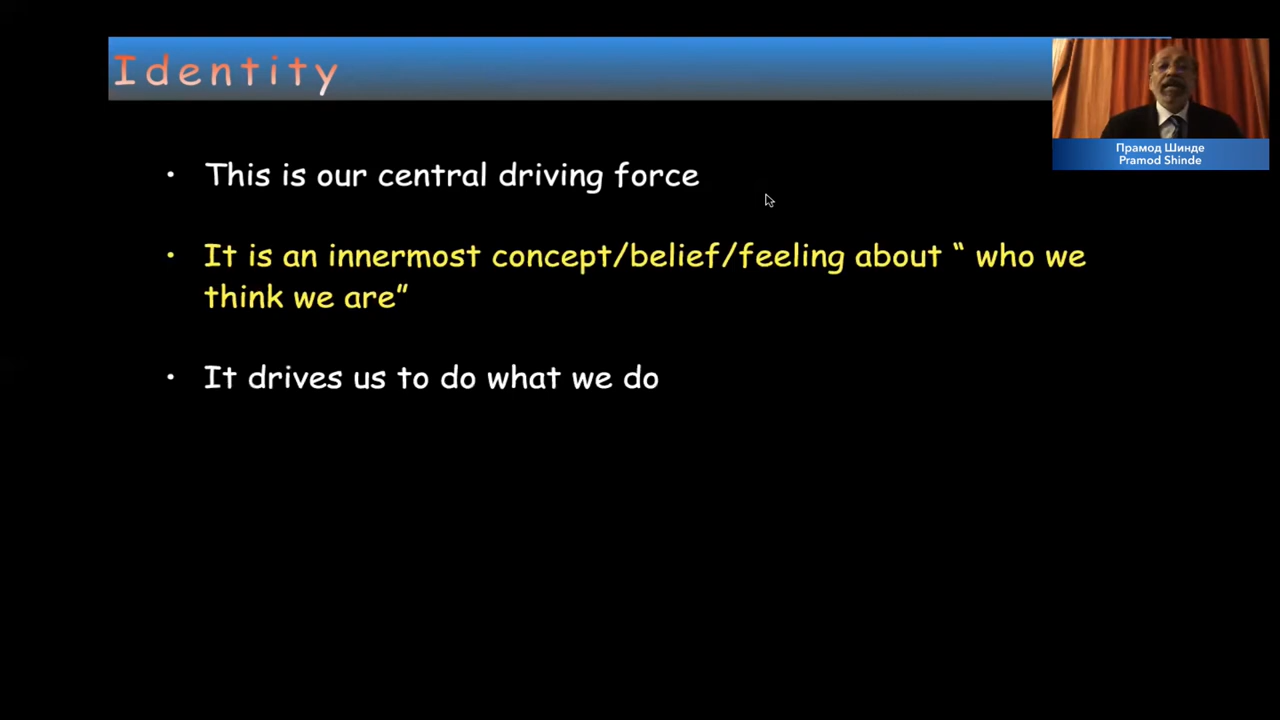 Identity
Прамод Шинде
Pramod Shinde
• This is our central driving force
• It is an innermost concept/belief/feeling about “ who we
think we are”
• It drives us to do what we do